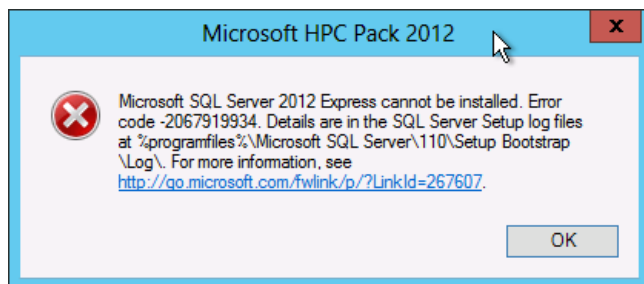 Microsoft HPC Pack 2012
x
Microsoft SQL Server 2012 Express cannot be installed. Error
code -2067919934. Details are in the SQL Server Setup log files
at %programfiles%\Microsoft SQL Server\110\Setup Bootstrap
\Log\. For more information, see
http://go.microsoft.com/fwlink/p/?LinkId=267607.
OK